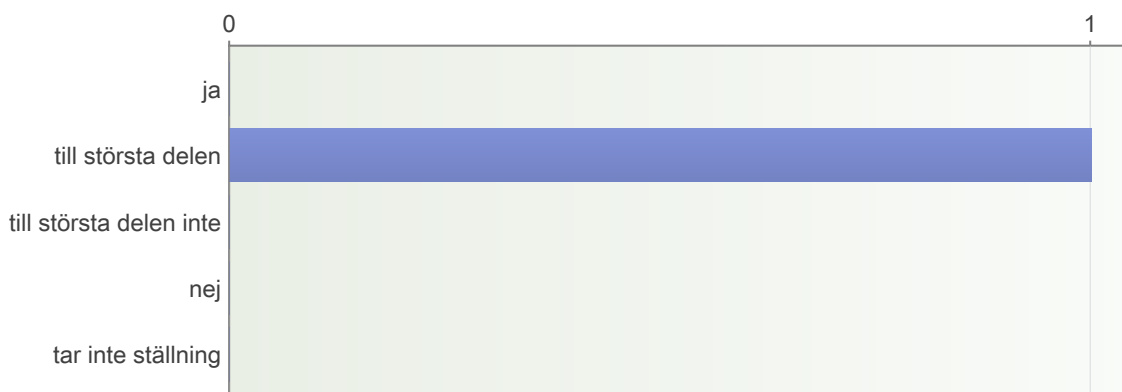 0 1
ja
till största delen
till största delen inte
nej
tar inte ställning